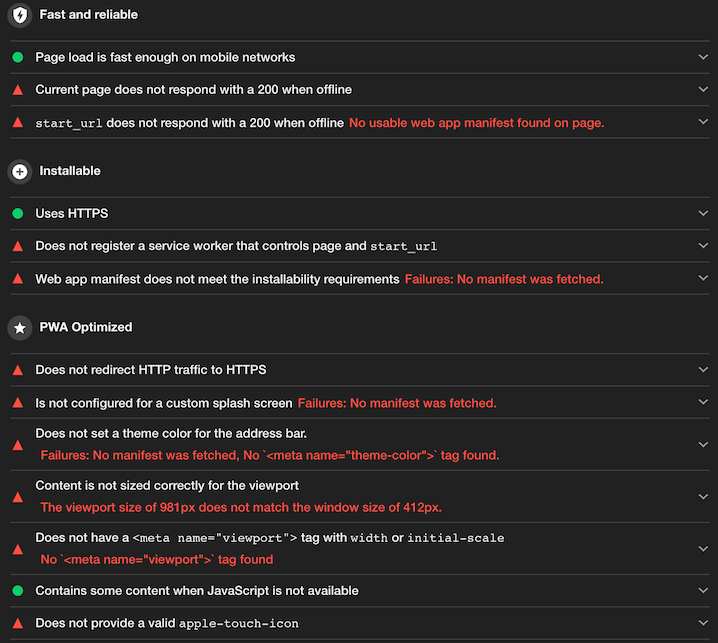 Fast and reliable
Page load is fast enough on mobile networks
Current page does not respond with a 200 when offline
start_url does not respond with a 200 when offline No usable web app manifest found on page.
Installable
Uses HTTPS
Does not register a service worker that controls page and start_url
Web app manifest does not meet the installability requirements Failures: No manifest was fetched.
PWA Optimized
Does not redirect HTTP traffic to HTTPS
Is not configured for a custom splash screen Failures: No manifest was fetched.
Does not set a theme color for the address bar.
Failures: No manifest was fetched, No `<meta name="theme-color">` tag found.
Content is not sized correctly for the viewport
The viewport size of 981px does not match the window size of 412px.
Does not have a <meta name="viewport"> tag with width or initial-scale
No `<meta name="viewport">` tag found
Contains some content when JavaScript is not available
Does not provide a valid apple-touch-icon